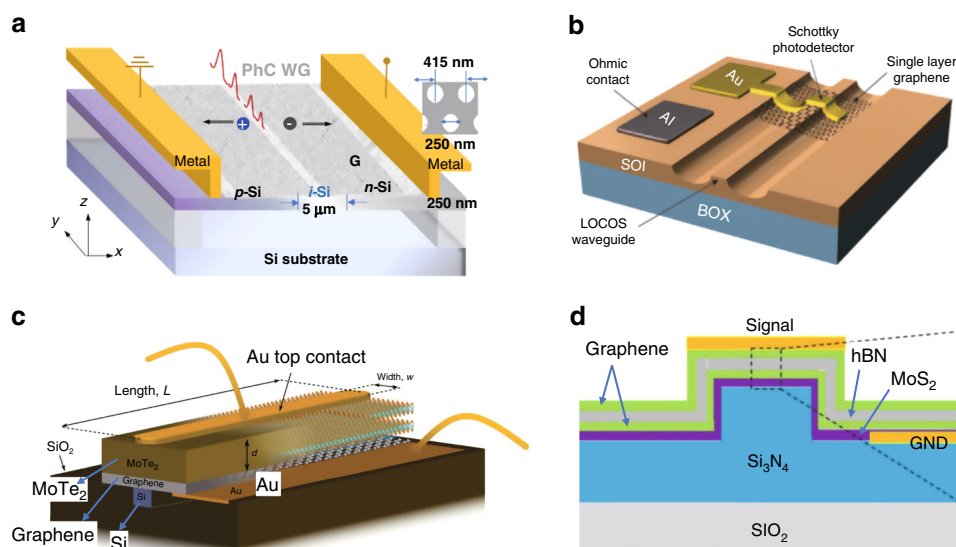 a
PhC WG
415 nm
250 nm
+
-
Metal
G
Metal
p-Si
i-Si
n-Si
250 nm
5 μm
z
y
x
Si substrate
b
Schottky
photodetector
Ohmic
contact
Single layer
graphene
Au
Al
SOI
BOX
LOCOS
waveguide
c
Au top contact
Length, L
Width, w
SiO2
d
MoTe2
Graphene
MoTe2
Au
Au
Si
Graphene
Si
d
Signal
Graphene
hBN
MoS2
GND
Si3N4
SIO2